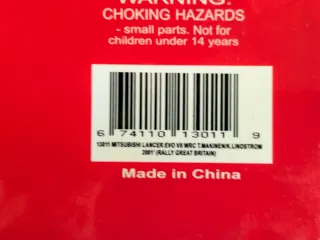 WARNING:
CHOKING HAZARDS
- small parts. Not for
children under 14 years
6 74110 13011 9
13011 MITSUBISHI LANCER EVO VII WRC T.MAKINEN/K.LINDSTROM
2001' (RALLY GREAT BRITAIN)
Made in China